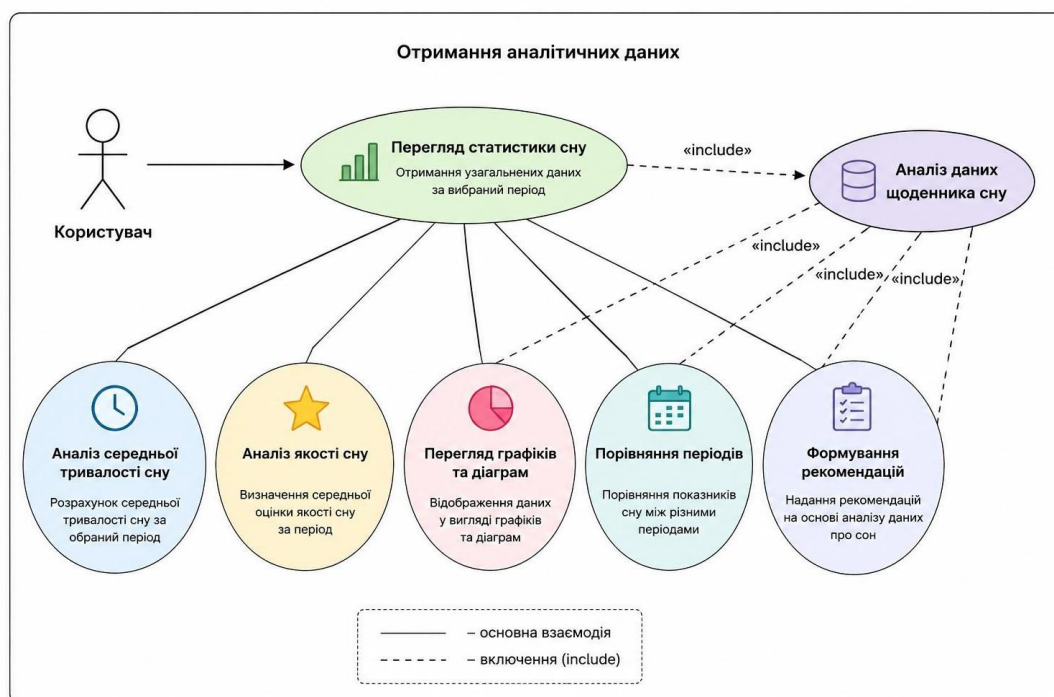 Отримання аналітичних даних
Користувач
Перегляд статистики сну
Отримання узагальнених даних
за вибраний період
«include»
Аналіз даних
щоденника сну
«include»
«include»
«include»
Аналіз середньої
тривалості сну
Розрахунок середньої
тривалості сну за
обраний період
Аналіз якості сну
Визначення середньої
оцінки якості сну
за період
Перегляд графіків
та діаграм
Відображення даних
у вигляді графіків
та діаграм
Порівняння періодів
Порівняння показників
сну між різними
періодами
Формування
рекомендацій
Надання рекомендацій
на основі аналізу даних
про сон
– основна взаємодія
– включення (include)